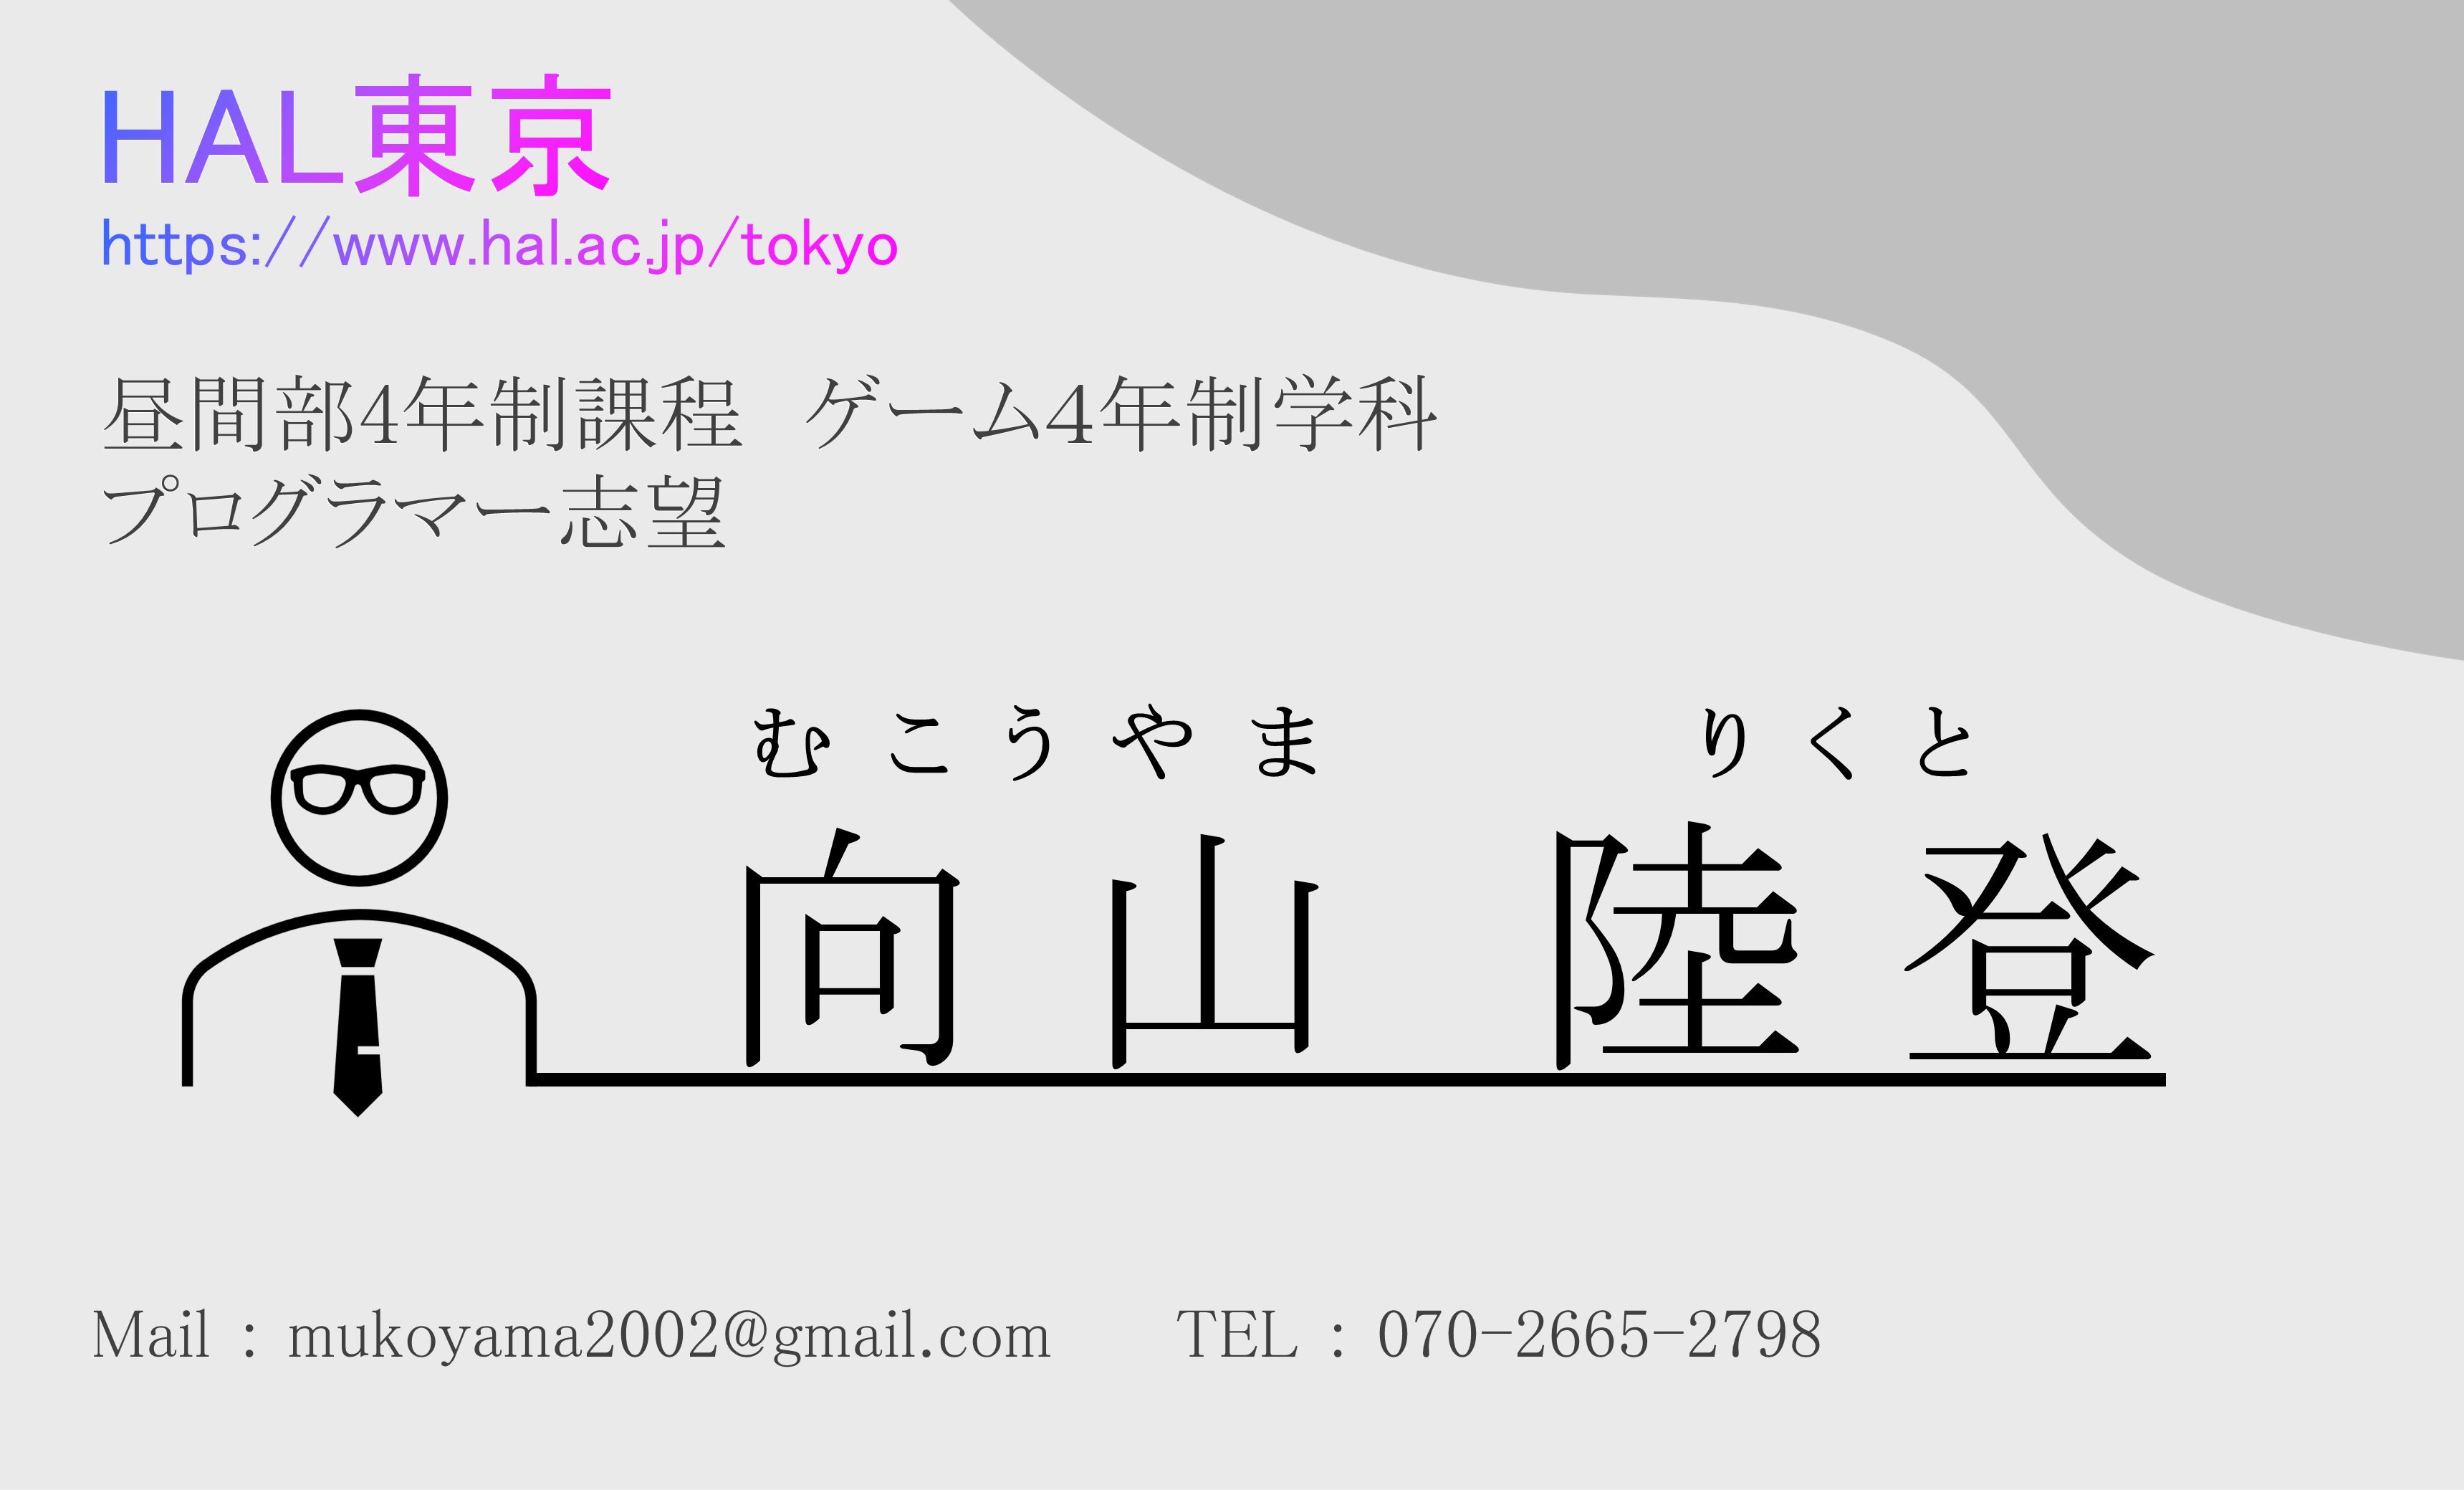 HAL東京
https://www.hal.ac.jp/tokyo
昼間部4年制課程　ゲーム4年制学科
プログラマー志望
むこうやま　りくと
向山　陸登
Mail：mukoyama2002@gmail.com　TEL：070-2665-2798